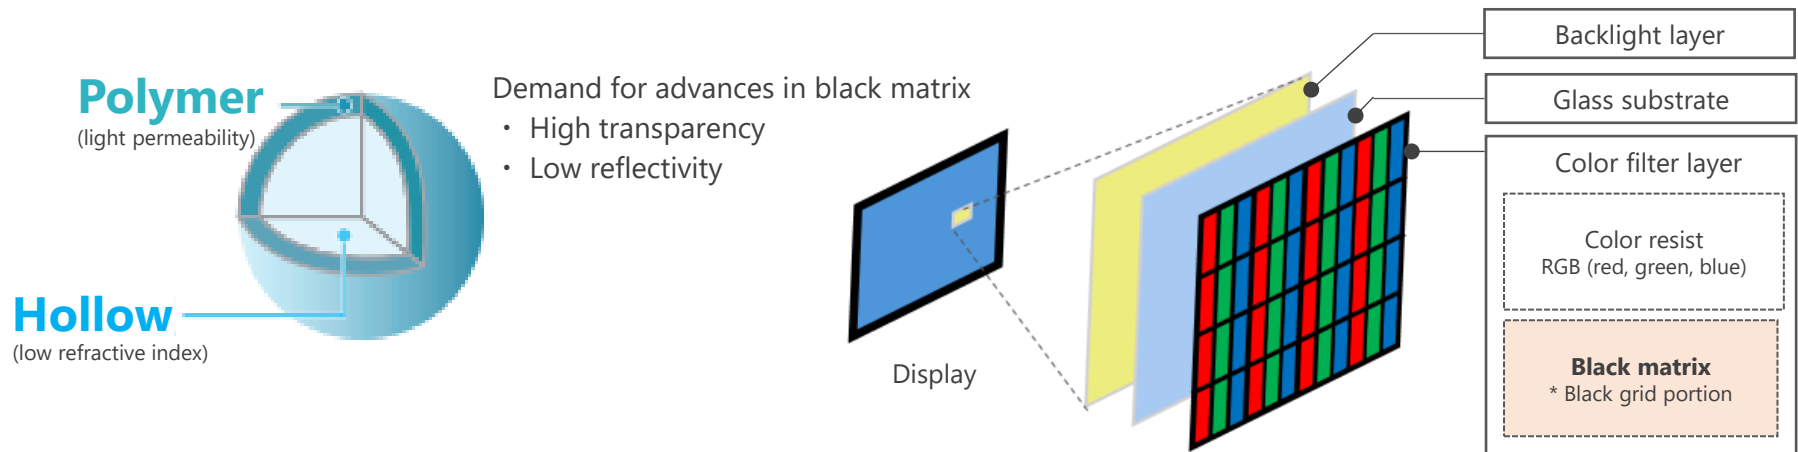 Polymer
(light permeability)
Hollow
(low refractive index)
Demand for advances in black matrix
・ High transparency
・ Low reflectivity
Display
Backlight layer
Glass substrate
Color filter layer
Color resist
RGB (red, green, blue)
Black matrix
* Black grid portion